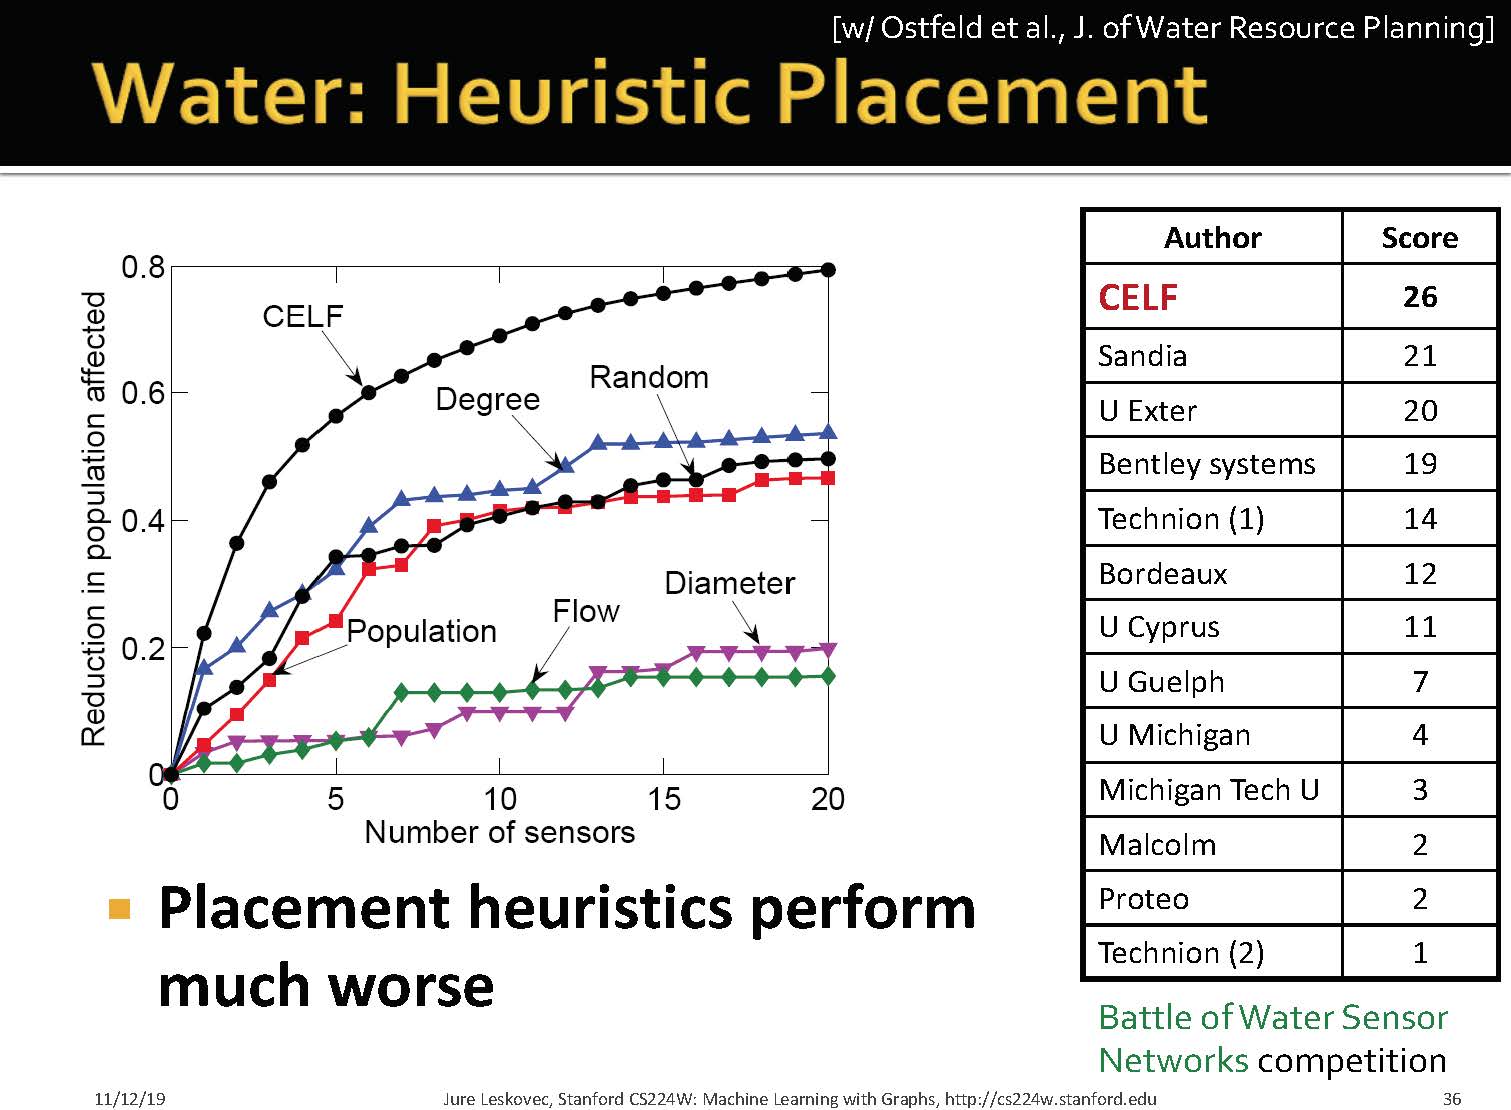 [w/ Ostfeld et al., J. of Water Resource Planning]
Water: Heuristic Placement
0.8
0.6
0.4
0.2
0
Reduction in population affected
CELF
Degree
Random
Population
Flow
Diameter
0 5 10 15 20
Number of sensors
Placement heuristics perform
much worse
Author Score
CELF 26
Sandia 21
U Exter 20
Bentley systems 19
Technion (1) 14
Bordeaux 12
U Cyprus 11
U Guelph 7
U Michigan 4
Michigan Tech U 3
Malcolm 2
Proteo 2
Technion (2) 1
Battle of Water Sensor
Networks competition
11/12/19 Jure Leskovec, Stanford CS224W: Machine Learning with Graphs, http://cs224w.stanford.edu 36